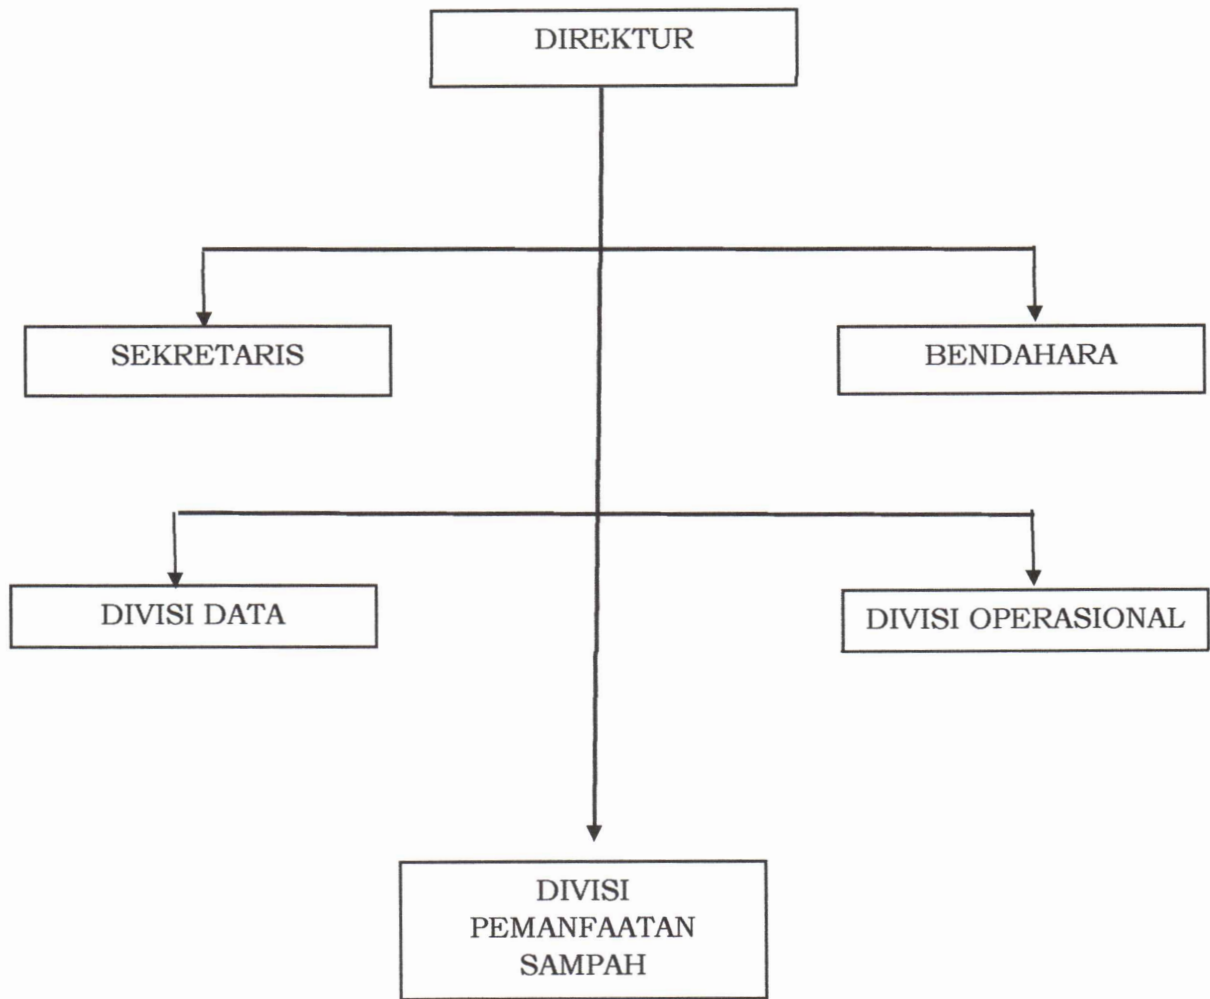 DIREKTUR
SEKRETARIS
BENDAHARA
DIVISI DATA
DIVISI OPERASIONAL
DIVISI
PEMANFAATAN
SAMPAH